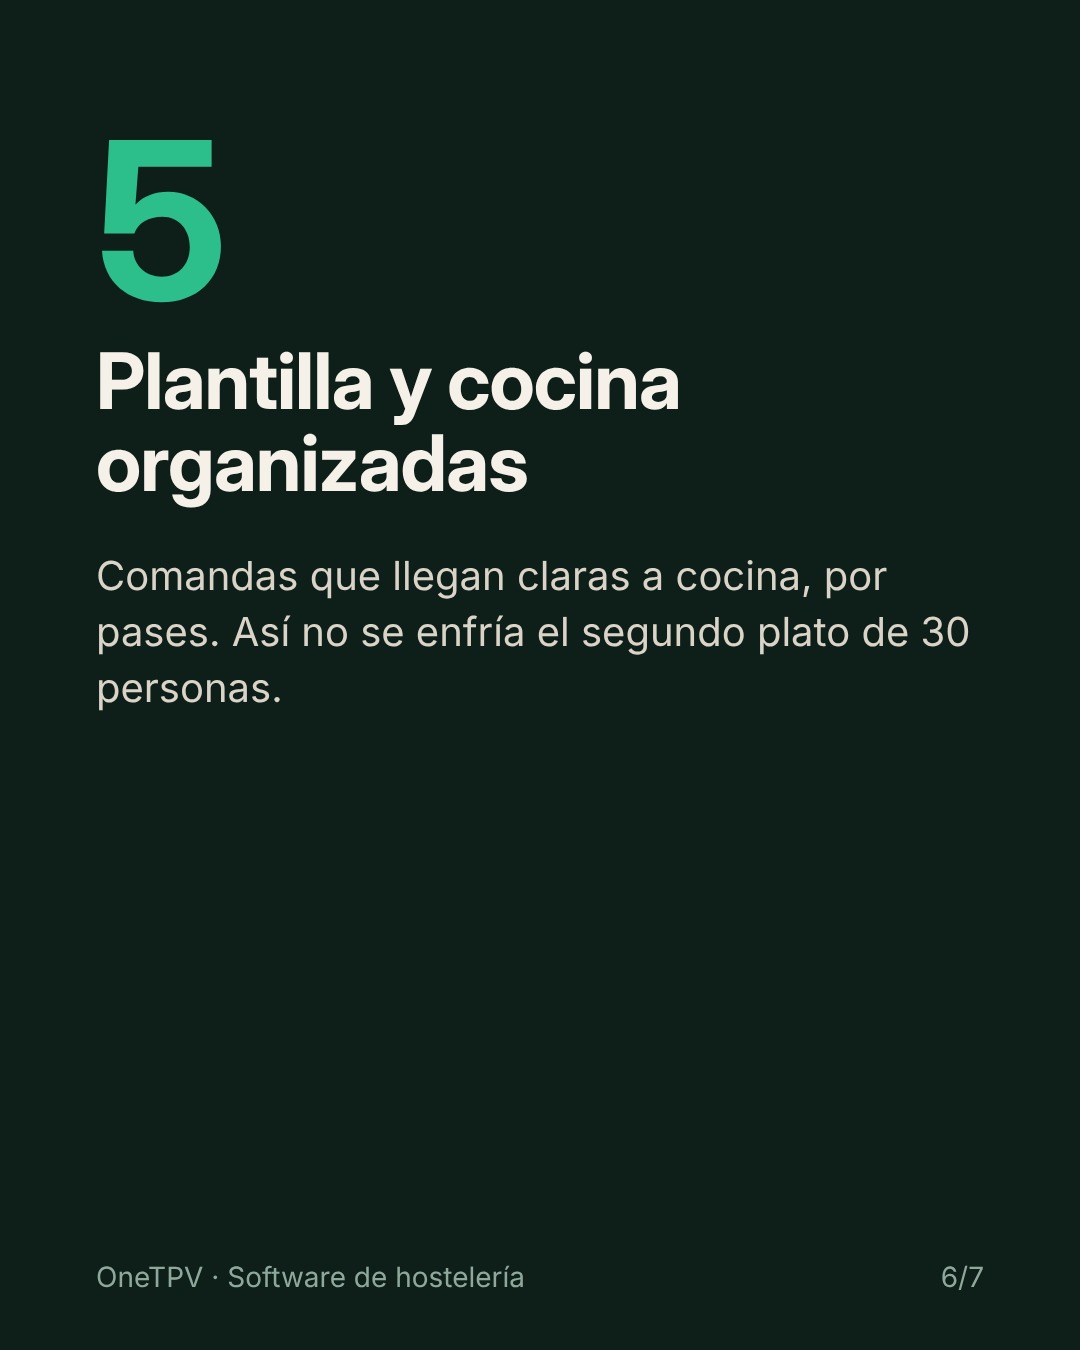 5
Plantilla y cocina
organizadas
Comandas que llegan claras a cocina, por
pases. Así no se enfría el segundo plato de 30
personas.
OneTPV · Software de hostelería
6/7